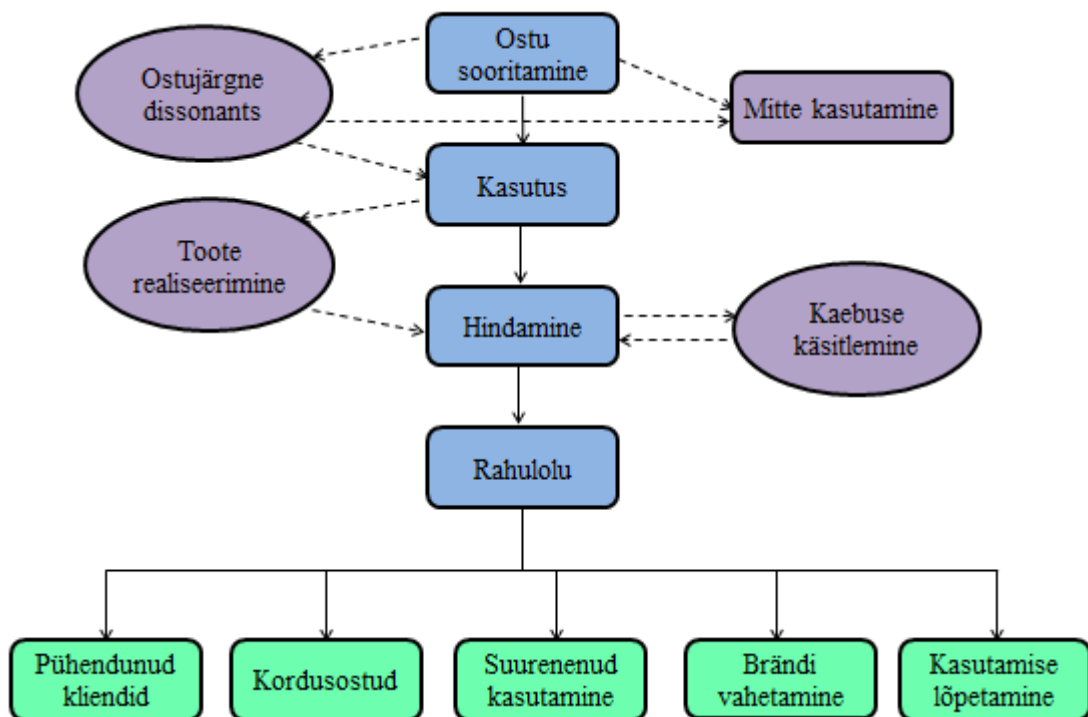 Ostu
sooritamine
Ostujärgne
dissonants
Mitte kasutamine
Kasutus
Toote
realiseerimine
Hindamine
Kaebuse
käsitlemine
Rahulolu
Pühendunud
kliendid
Kordusostud
Suurenenud
kasutamine
Brändi
vahetamine
Kasutamise
lõpetamine